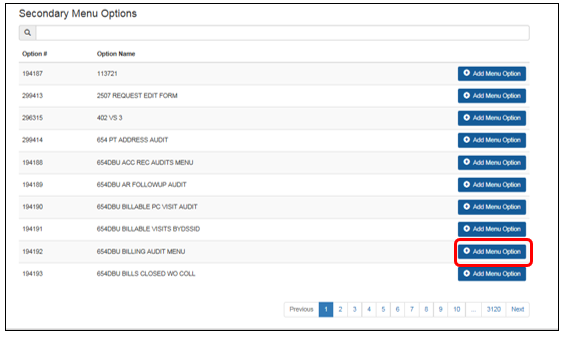 Secondary Menu Options
Option # Option Name
194187 113721 Add Menu Option
299413 2507 REQUEST EDIT FORM Add Menu Option
296315 402 VS 3 Add Menu Option
299414 654 PT ADDRESS AUDIT Add Menu Option
194188 654DBU ACC REC AUDITS MENU Add Menu Option
194189 654DBU AR FOLLOWUP AUDIT Add Menu Option
194190 654DBU BILLABLE PC VISIT AUDIT Add Menu Option
194191 654DBU BILLABLE VISITS BYDSSID Add Menu Option
194192 654DBU BILLING AUDIT MENU Add Menu Option
194193 654DBU BILLS CLOSED WO COLL Add Menu Option
Previous 1 2 3 4 5 6 7 8 9 10 ... 3120 Next